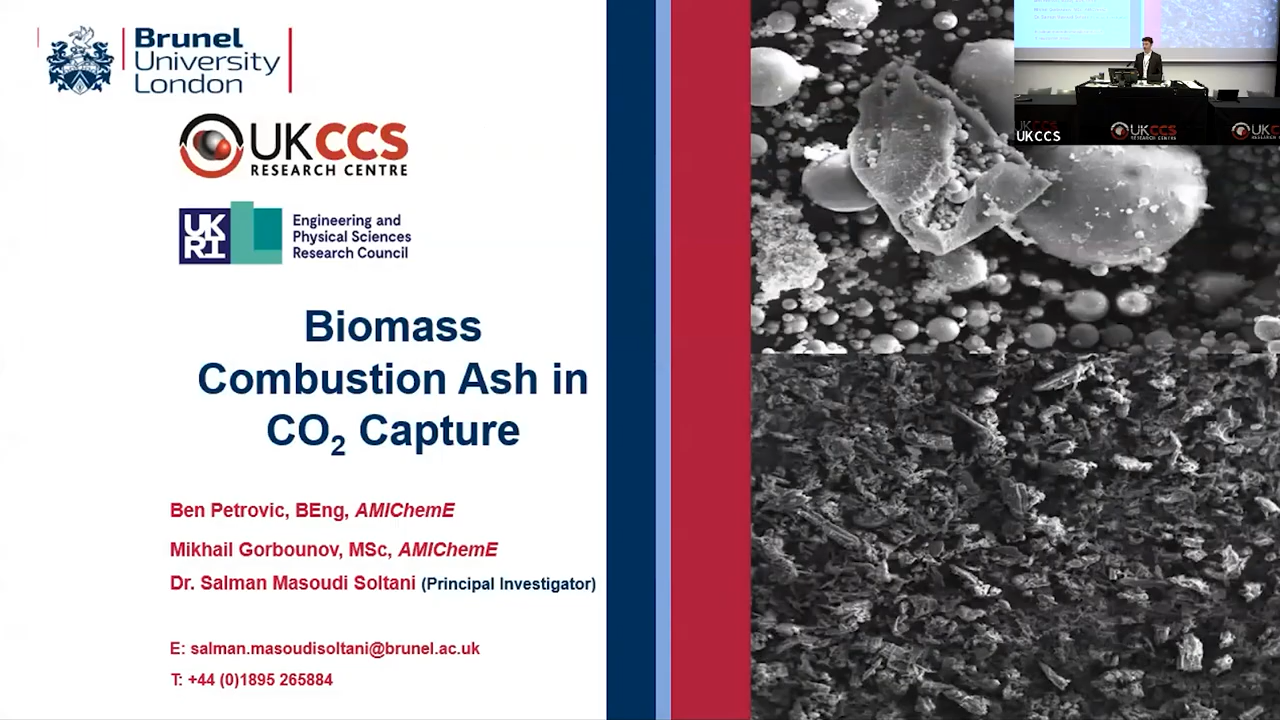 Brunel
University
London
UKCCS
RESEARCH CENTRE
UK
RI
Engineering and
Physical Sciences
Research Council
Biomass
Combustion Ash in
CO₂ Capture
Ben Petrovic, BEng, AMIChemE
Mikhail Gorbounov, MSc, AMIChemE
Dr. Salman Masoudi Soltani (Principal Investigator)
E: salman.masoudisoltani@brunel.ac.uk
T: +44 (0)1895 265884
UKCCS
UKCCS
RESEARCH CENTRE